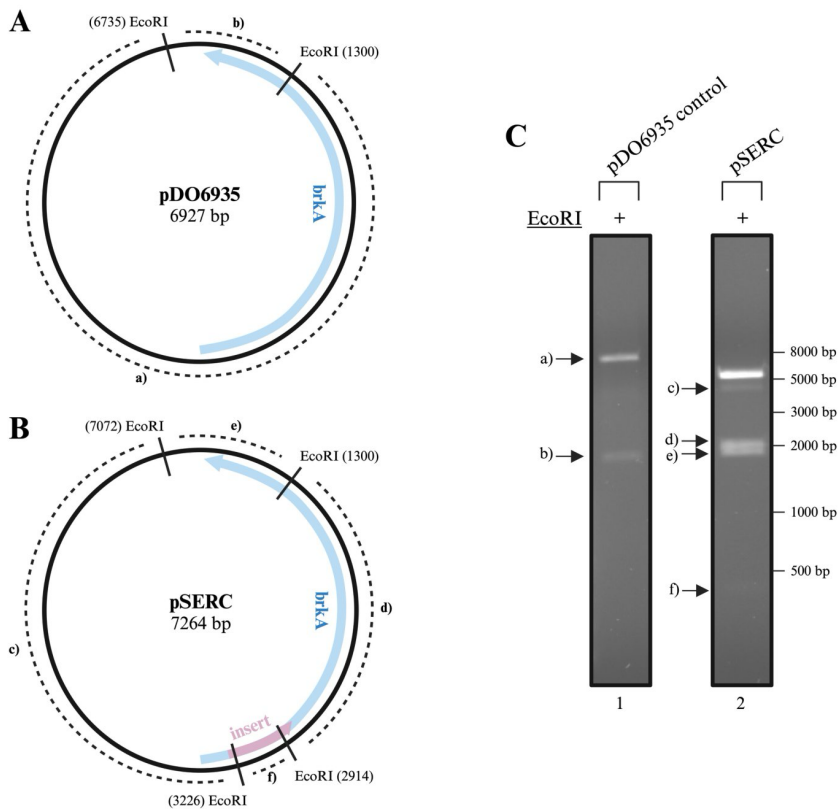 A
(6735) EcoRI
b)
EcoRI (1300)
pDO6935
6927 bp
brkA
a)
B
(7072) EcoRI
e)
EcoRI (1300)
pSERC
7264 bp
brkA
c)
d)
insert
f)
EcoRI (2914)
(3226) EcoRI
C
pDO6935 control
pSERC
EcoRI + +
a)
b)
c)
d)
e)
f)
8000 bp
5000 bp
3000 bp
2000 bp
1000 bp
500 bp
1 2